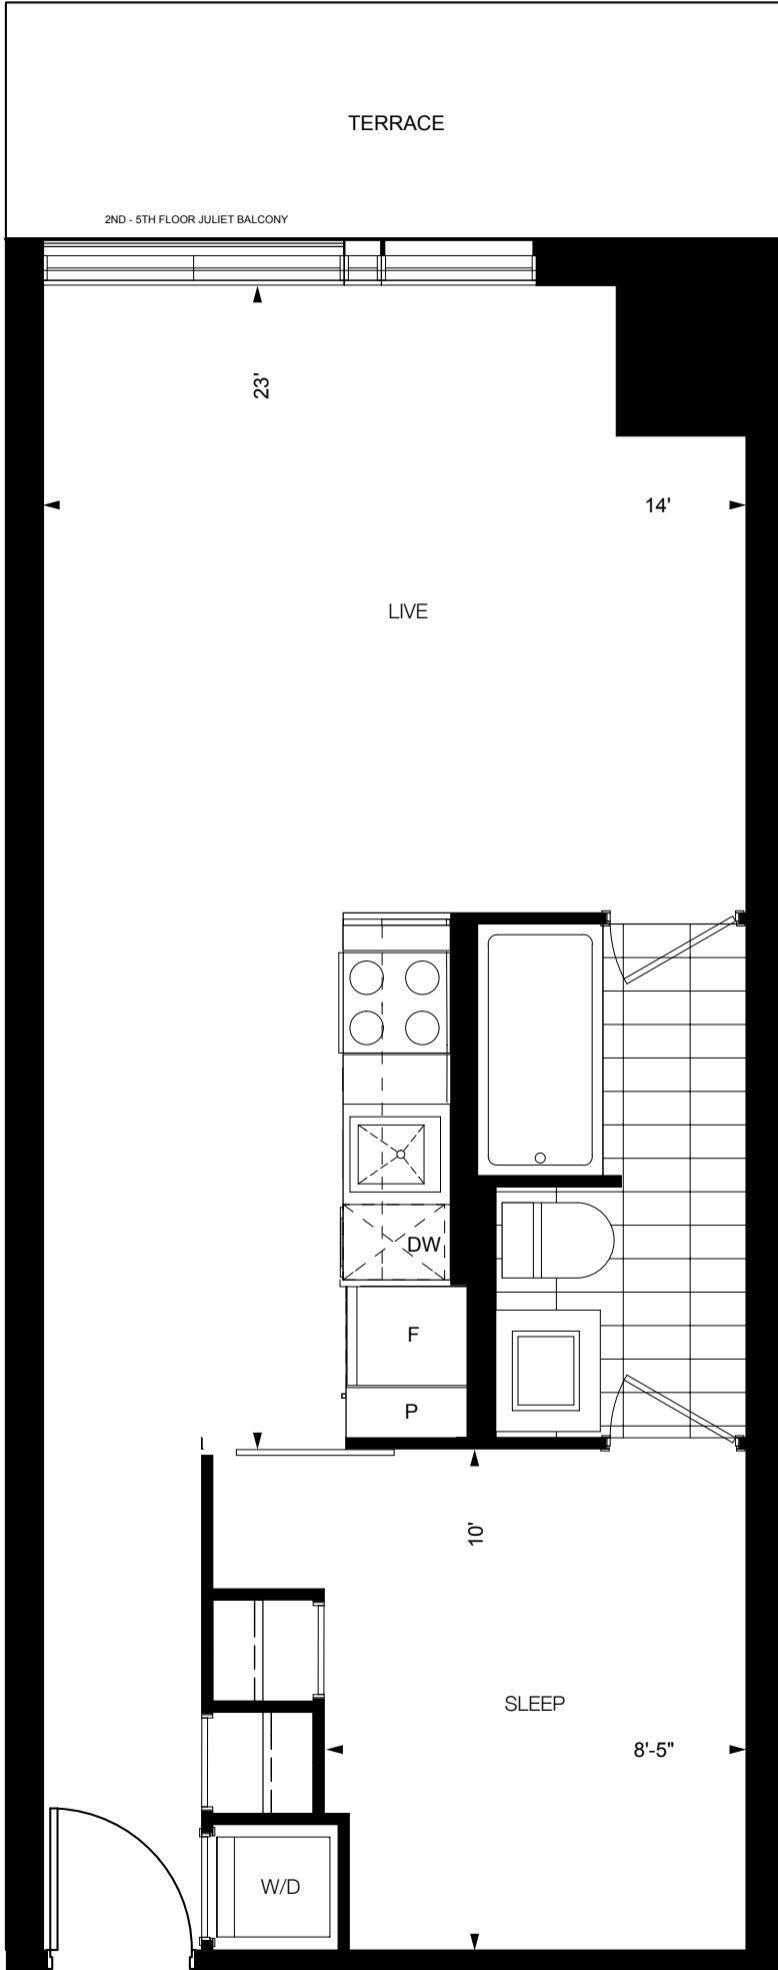 TERRACE
2ND - 5TH FLOOR JULIET BALCONY
23'
14'
LIVE
DW
F
P
10'
SLEEP
8'-5"
W/D